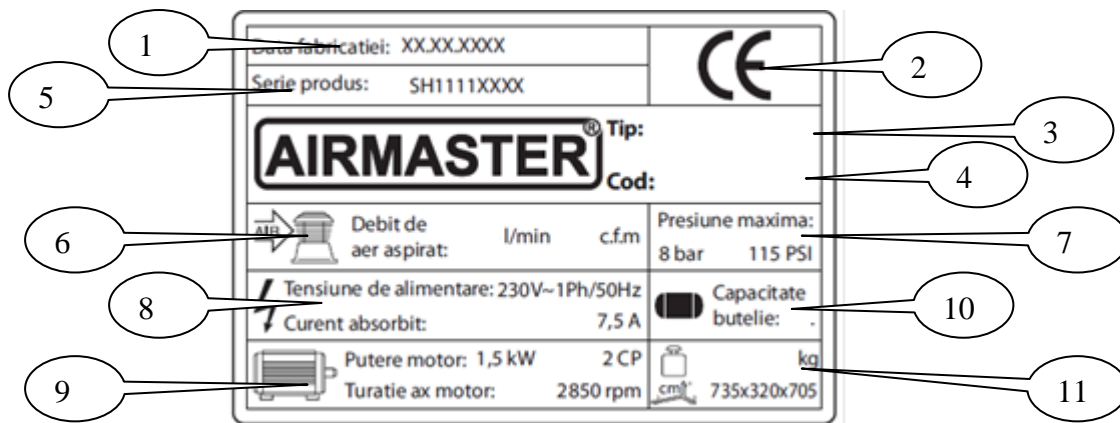 1
Data fabricatiei: XX.XX.XXXX
CE
2
5
Serie produs: SH1111XXXX
AIRMASTER® Tip:
3
Cod:
4
6
AIR
Debit de
aer aspirat: l/min c.f.m
Presiune maxima:
8 bar 115 PSI
7
8
Tensiune de alimentare: 230V~1Ph/50Hz
Curent absorbit: 7,5 A
Capacitate
butelie: .
10
9
Putere motor: 1,5 kW 2 CP
Turatie ax motor: 2850 rpm
kg
cm 735x320x705
11